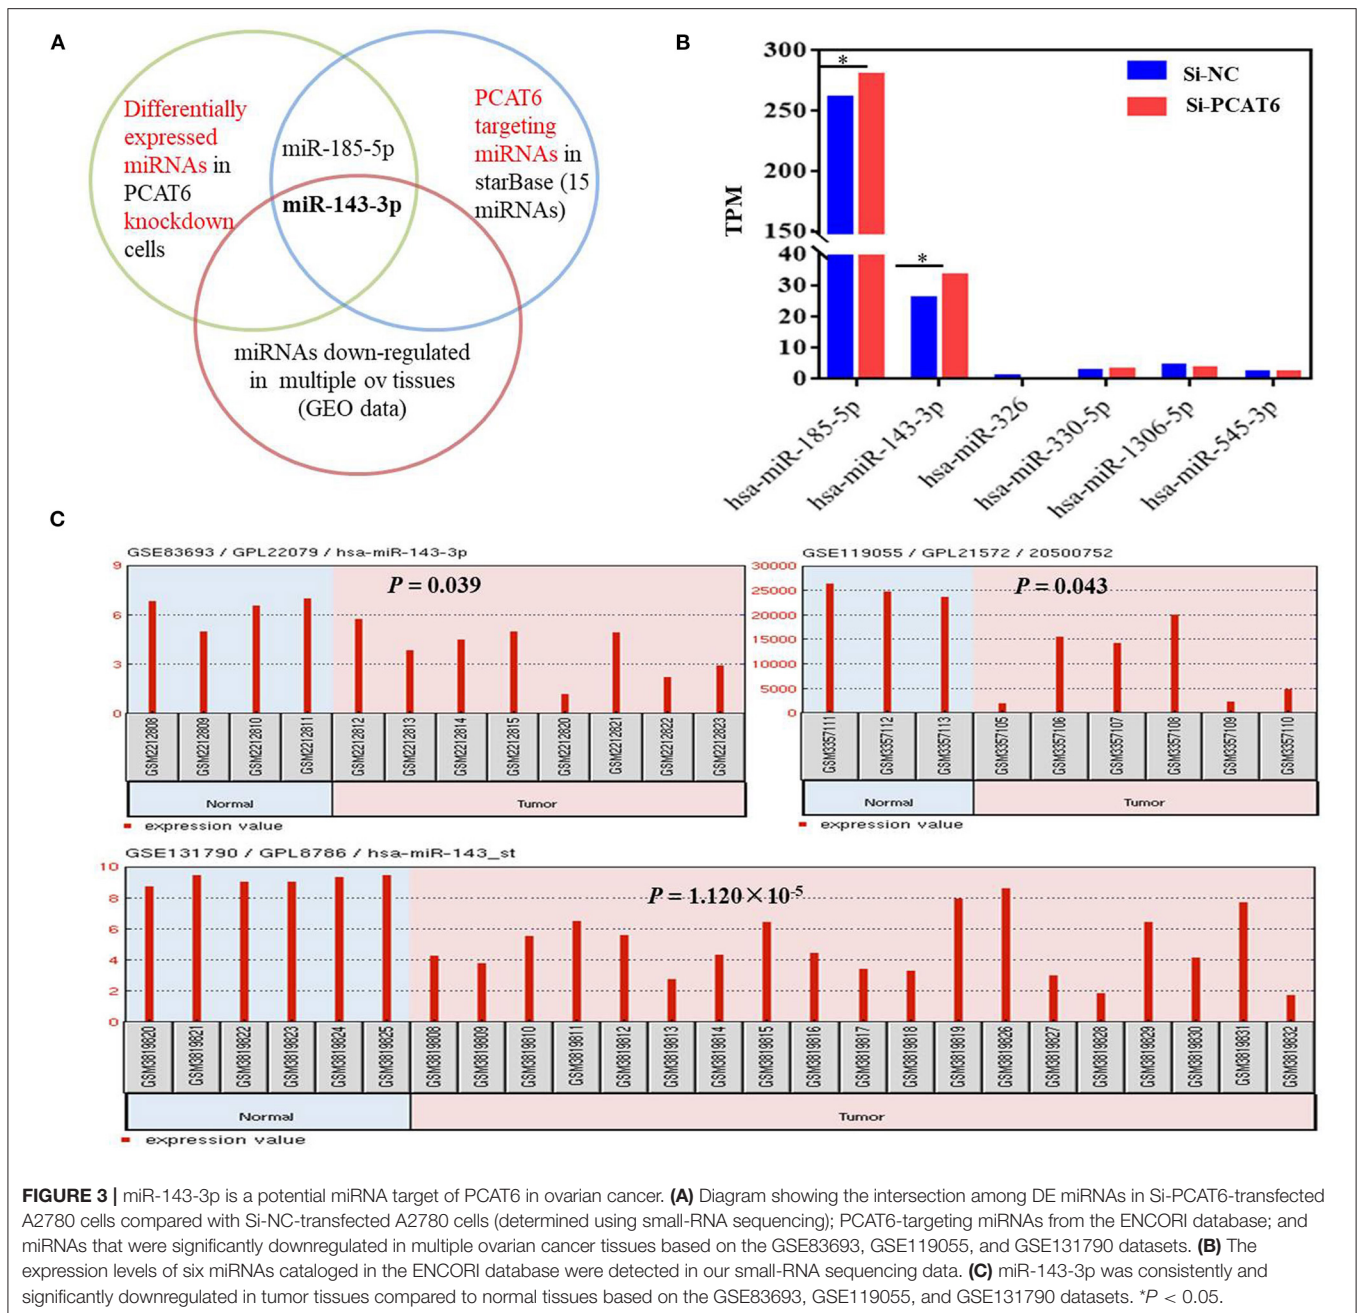 A
Differentially
expressed
miRNAs in
PCAT6
knockdown
cells
miR-185-5p
miR-143-3p
PCAT6
targeting
miRNAs in
starBase (15
miRNAs)
miRNAs down-regulated
in multiple ov tissues
(GEO data)
B
TPM
300
250
200
150
40
30
20
10
0
*
*
Si-NC
Si-PCAT6
hsa-miR-185-5p
hsa-miR-143-3p
hsa-miR-326
hsa-miR-330-5p
hsa-miR-1306-5p
hsa-miR-545-3p
C
GSE83693 / GPL22079 / hsa-miR-143-3p
P = 0.039
9
6
3
0
GSM2212808
GSM2212809
GSM2212810
GSM2212811
GSM2212812
GSM2212813
GSM2212814
GSM2212815
GSM2212820
GSM2212821
GSM2212822
GSM2212823
Normal
Tumor
expression value
GSE119055 / GPL21572 / 20500752
P = 0.043
30000
25000
20000
15000
10000
5000
0
GSM3357111
GSM3357112
GSM3357113
GSM3357105
GSM3357106
GSM3357107
GSM3357108
GSM3357109
GSM3357110
Normal
Tumor
expression value
GSE131790 / GPL8786 / hsa-miR-143_st
P = 1.120×10-5
10
8
6
4
2
0
GSM3819820
GSM3819821
GSM3819822
GSM3819823
GSM3819824
GSM3819825
GSM3819808
GSM3819809
GSM3819810
GSM3819811
GSM3819812
GSM3819813
GSM3819814
GSM3819815
GSM3819816
GSM3819817
GSM3819818
GSM3819819
GSM3819826
GSM3819827
GSM3819828
GSM3819829
GSM3819830
GSM3819831
GSM3819832
Normal
Tumor
expression value
FIGURE 3 | miR-143-3p is a potential miRNA target of PCAT6 in ovarian cancer. (A) Diagram showing the intersection among DE miRNAs in Si-PCAT6-transfected
A2780 cells compared with Si-NC-transfected A2780 cells (determined using small-RNA sequencing); PCAT6-targeting miRNAs from the ENCORI database; and
miRNAs that were significantly downregulated in multiple ovarian cancer tissues based on the GSE83693, GSE119055, and GSE131790 datasets. (B) The
expression levels of six miRNAs cataloged in the ENCORI database were detected in our small-RNA sequencing data. (C) miR-143-3p was consistently and
significantly downregulated in tumor tissues compared to normal tissues based on the GSE83693, GSE119055, and GSE131790 datasets. *P < 0.05.